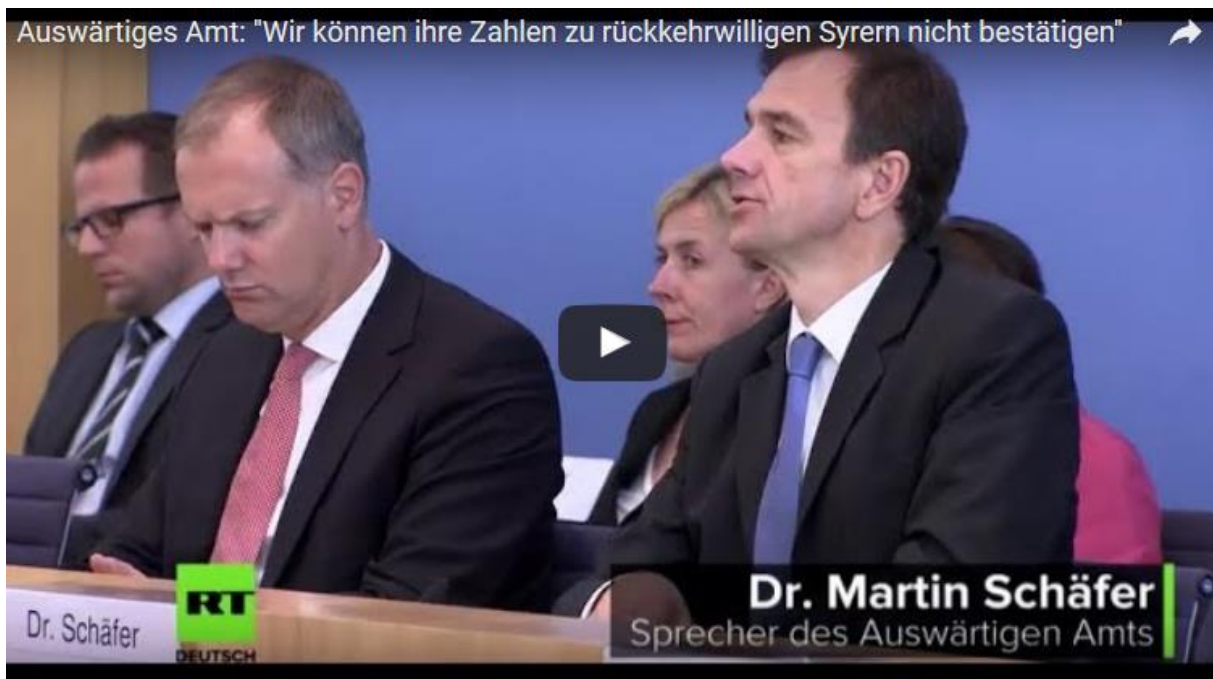 Auswärtiges Amt: "Wir können ihre Zahlen zu rückkehrwilligen Syrern nicht bestätigen"
Dr. Martin Schäfer
Sprecher des Auswärtigen Amts
Dr. Schäfer
RT
DEUTSCH